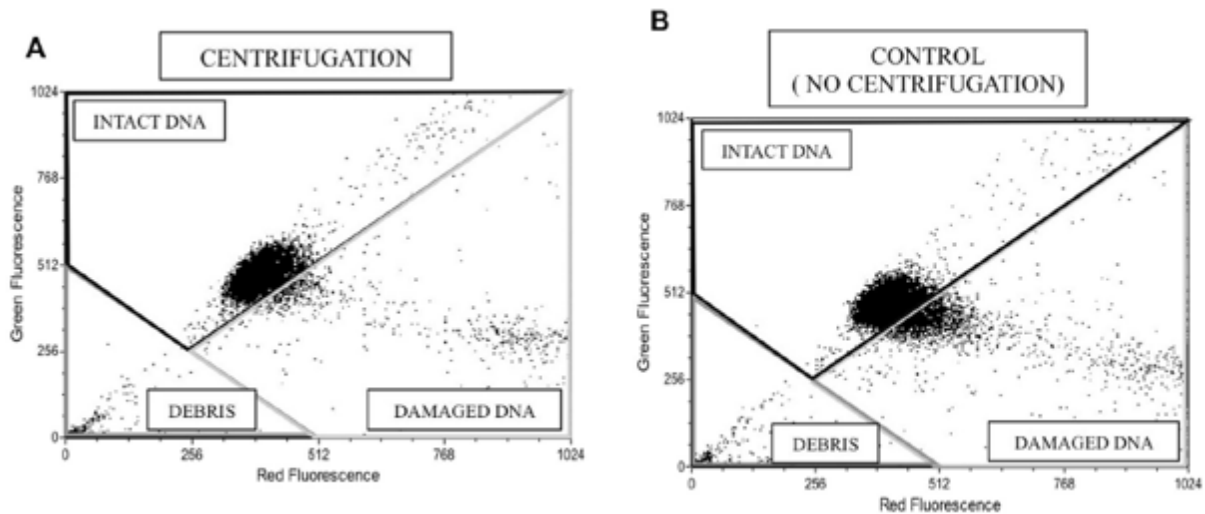 A
CENTRIFUGATION
1024
INTACT DNA
768
Green Fluorescence
512
256
DEBRIS
DAMAGED DNA
0
0
256
512
768
1024
Red Fluorescence
B
CONTROL
( NO CENTRIFUGATION)
1024
INTACT DNA
768
Green Fluorescence
512
256
DEBRIS
DAMAGED DNA
0
0
256
512
768
1024
Red Fluorescence